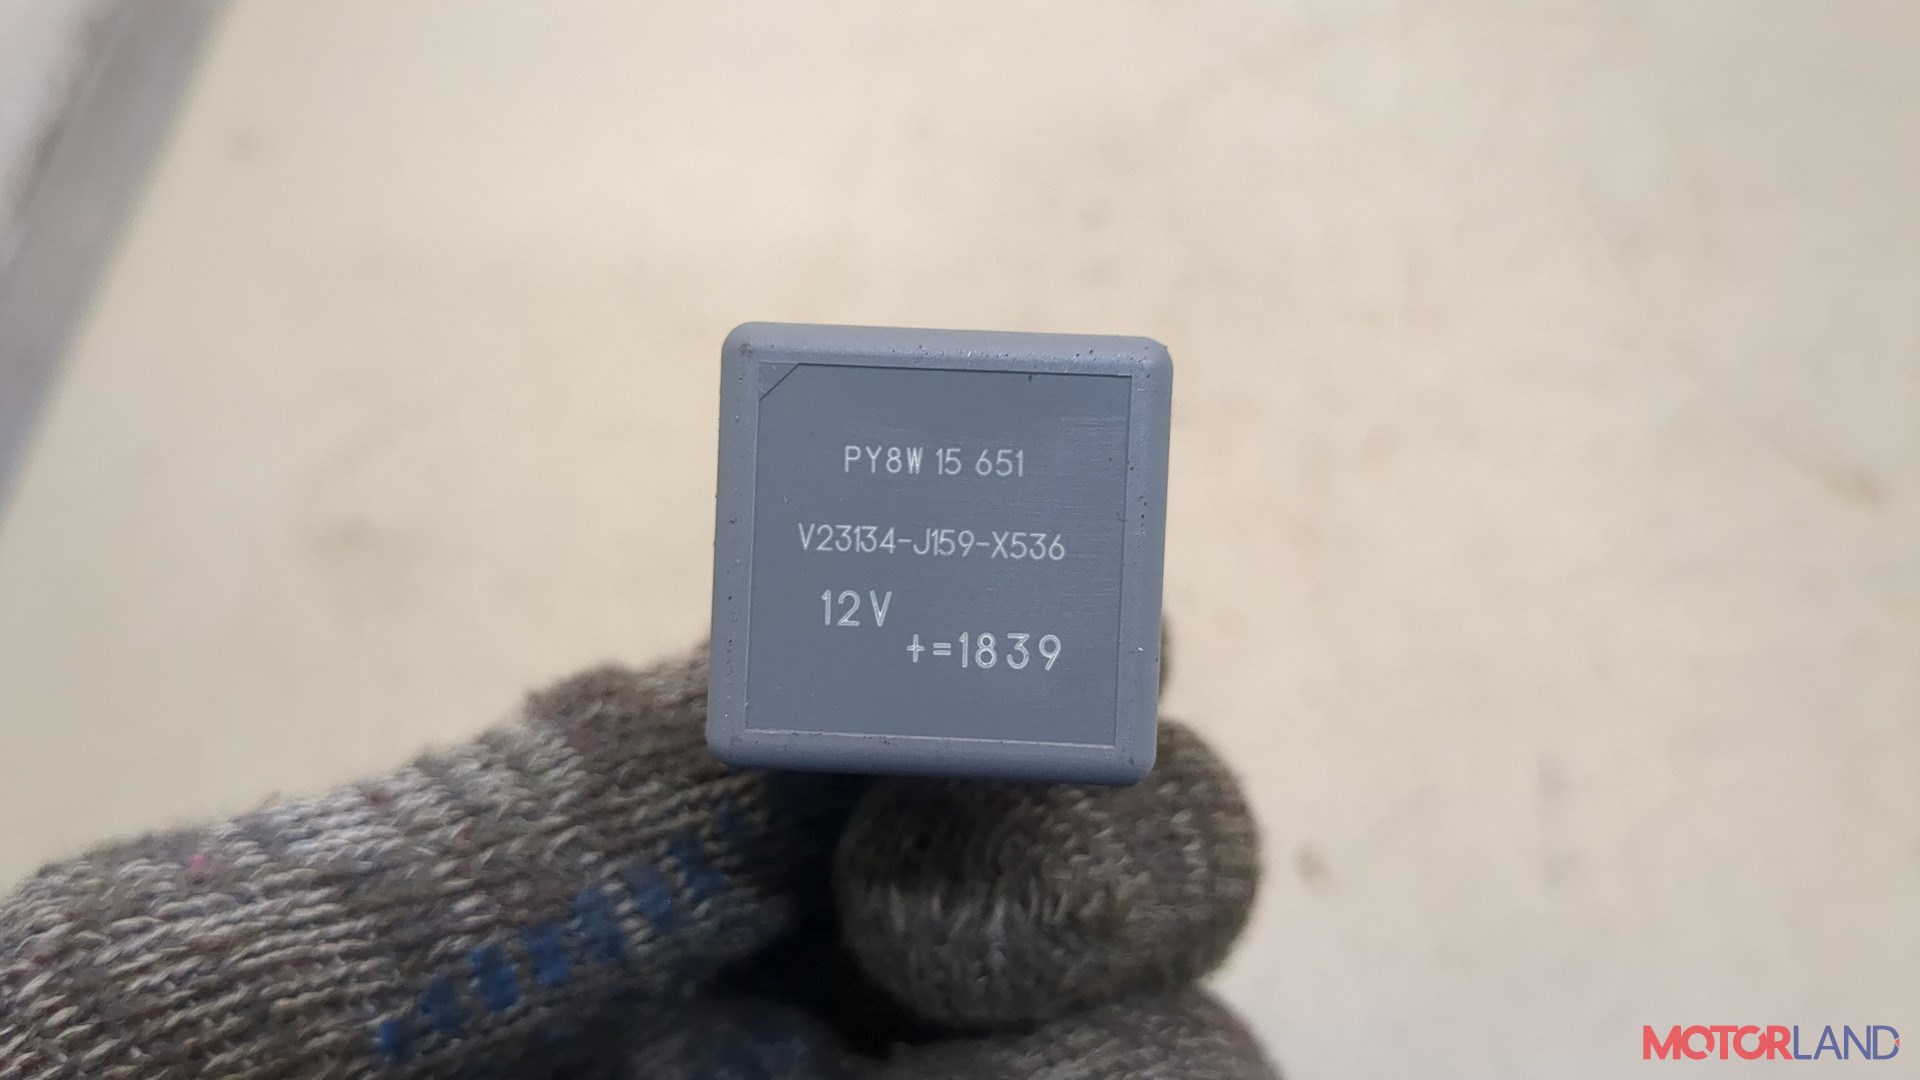 PY8W 15 651
V23134-J159-X536
12V
+=1839
MOTORLAND